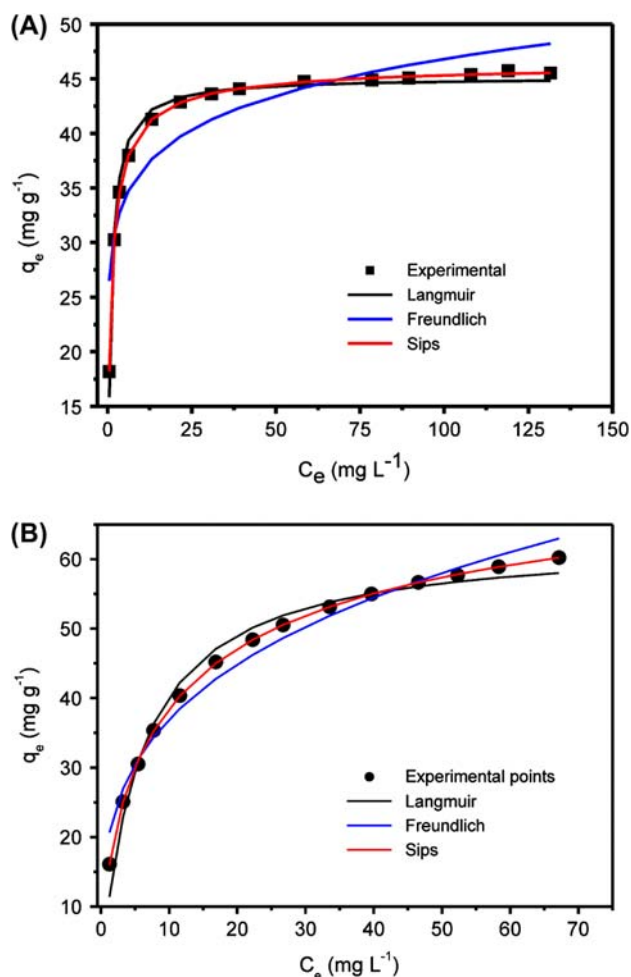 (A)
50
45
40
35
30
25
20
15
qₑ (mg g⁻¹)
Experimental
Langmuir
Freundlich
Sips
0 25 50 75 100 125 150
Cₑ (mg L⁻¹)
(B)
60
50
40
30
20
10
qₑ (mg g⁻¹)
Experimental points
Langmuir
Freundlich
Sips
0 10 20 30 40 50 60 70
Cₑ (mg L⁻¹)